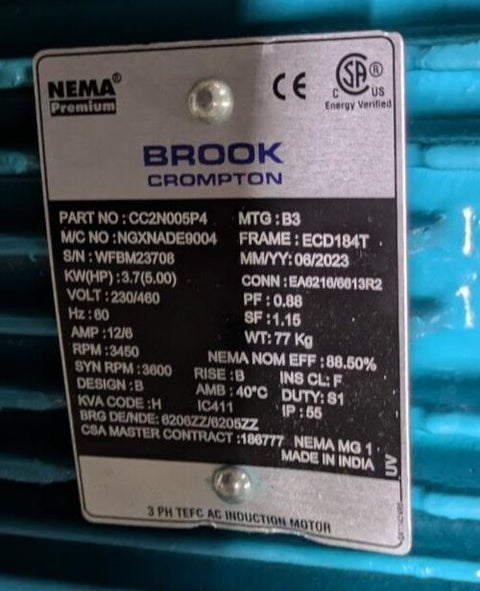 NEMA®
Premium
CE
CSA®
C US
Energy Verified
BROOK
CROMPTON
PART NO : CC2N005P4 MTG : B3
M/C NO : NGXNADE9004 FRAME : ECD184T
S/N : WFBM23708 MM/YY: 06/2023
KW(HP) : 3.7(5.00) CONN : EA6216/6613R2
VOLT : 230/460 PF : 0.88
Hz : 60 SF : 1.15
AMP : 12/6 WT: 77 Kg
RPM : 3450 NEMA NOM EFF : 88.50%
SYN RPM : 3600 RISE : B INS CL: F
DESIGN : B AMB : 40°C DUTY: S1
KVA CODE : H IC411 IP : 55
BRG DE/NDE: 6206ZZ/6205ZZ
CSA MASTER CONTRACT :186777 NEMA MG 1
MADE IN INDIA
UV
3 PH TEFC AC INDUCTION MOTOR